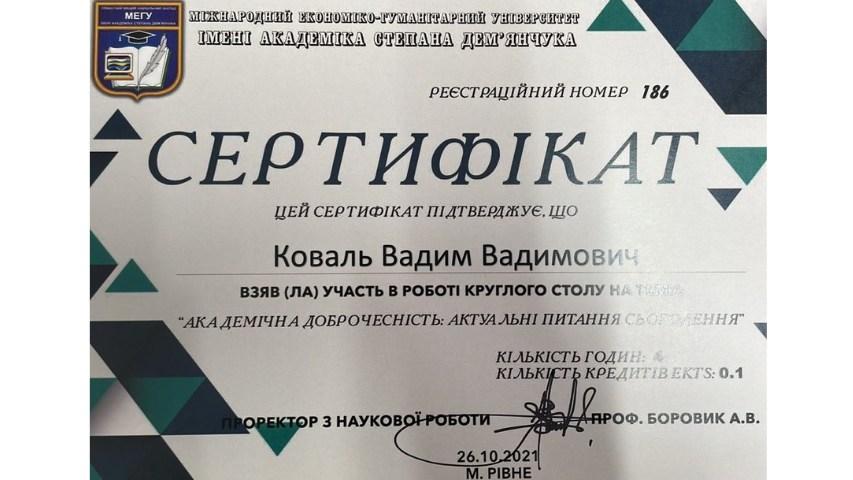 МЕГУ
МІЖНАРОДНИЙ ЕКОНОМІКО-ГУМАНІТАРНИЙ УНІВЕРСИТЕТ
ІМЕНІ АКАДЕМІКА СТЕПАНА ДЕМ'ЯНЧУКА
РЕЄСТРАЦІЙНИЙ НОМЕР 186
СЕРТИФІКАТ
ЦЕЙ СЕРТИФІКАТ ПІДТВЕРДЖУЄ, ЩО
Коваль Вадим Вадимович
ВЗЯВ (ЛА) УЧАСТЬ В РОБОТІ КРУГЛОГО СТОЛУ НА ТЕМУ:
"АКАДЕМІЧНА ДОБРОЧЕСНІСТЬ: АКТУАЛЬНІ ПИТАННЯ СЬОГОДЕННЯ"
КІЛЬКІСТЬ ГОДИН:
КІЛЬКІСТЬ КРЕДИТІВ EKTS: 0.1
ПРОРЕКТОР З НАУКОВОЇ РОБОТИ ПРОФ. БОРОВИК А.В.
26.10.2021
М. РІВНЕ